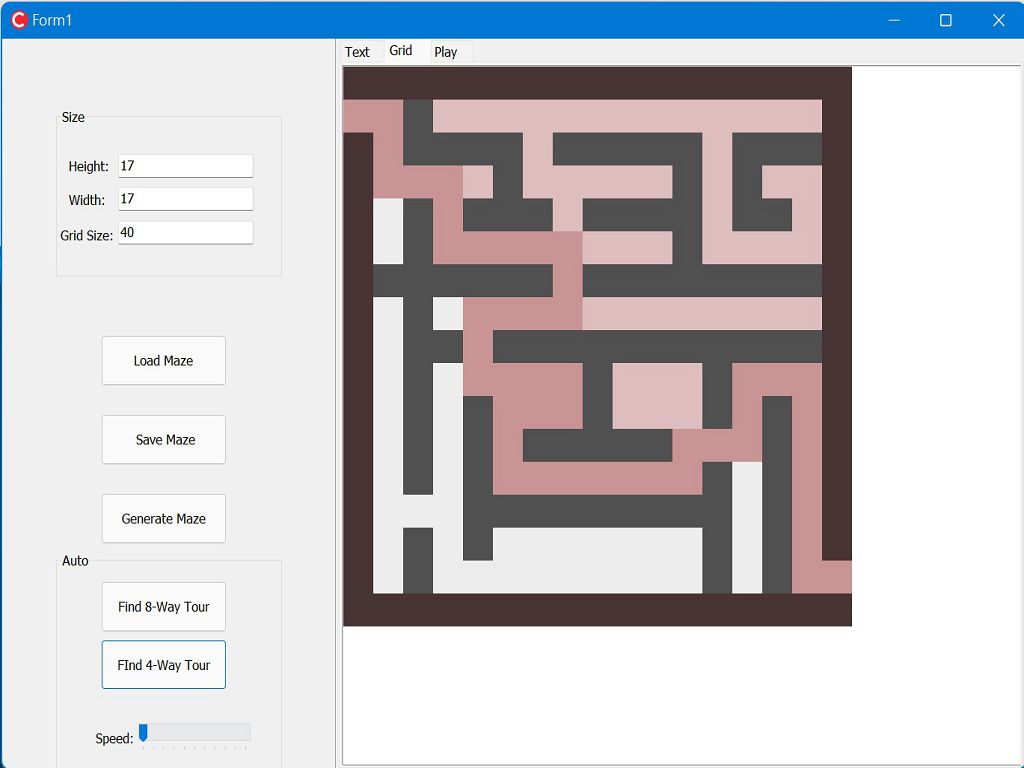 Form1
Text Grid Play
Size
Height: 17
Width: 17
Grid Size: 40
Load Maze
Save Maze
Generate Maze
Auto
Find 8-Way Tour
FInd 4-Way Tour
Speed: